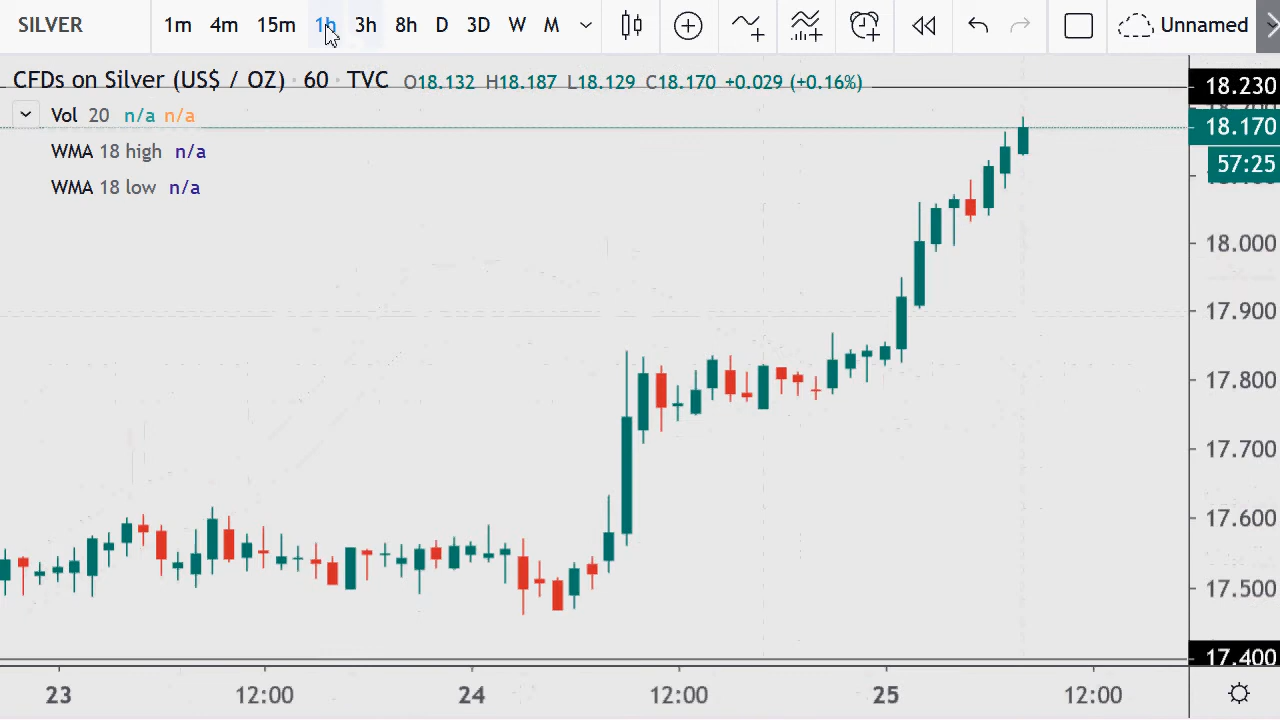 SILVER 1m 4m 15m 1h 3h 8h D 3D W M Unnamed
CFDs on Silver (US$ / OZ) · 60 · TVC O18.132 H18.187 L18.129 C18.170 +0.029 (+0.16%)
Vol 20 n/a n/a
WMA 18 high n/a
WMA 18 low n/a
18.230
18.170
57:25
18.000
17.900
17.800
17.700
17.600
17.500
17.400
23 12:00 24 12:00 25 12:00